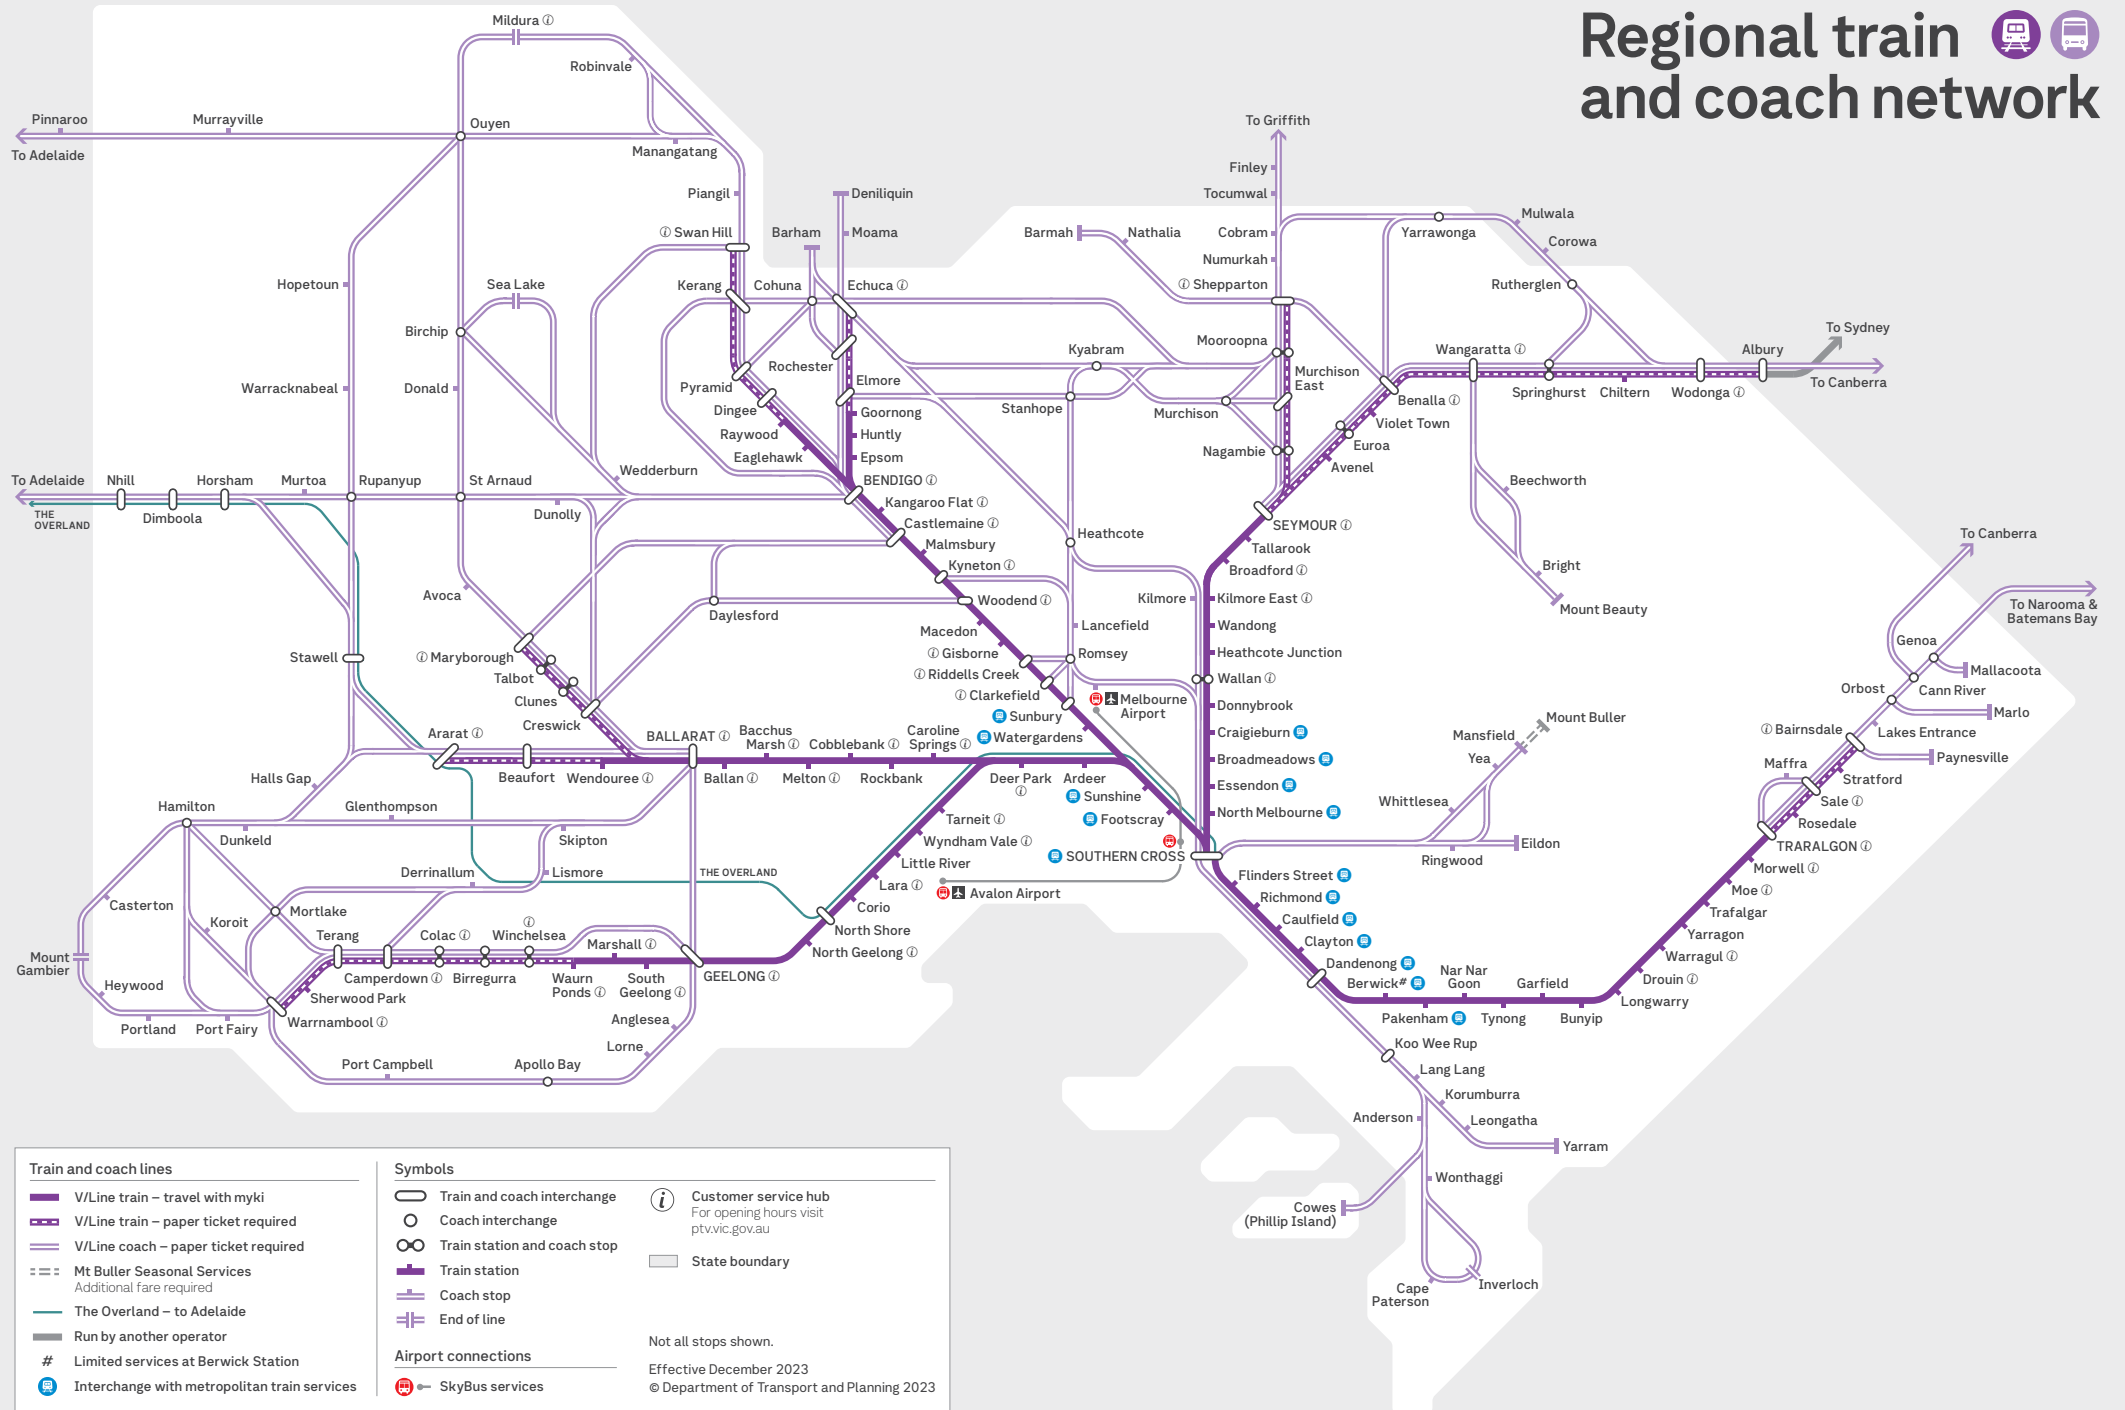 Regional train
and coach network
Mildura
Robinvale
Pinnaroo
Murrayville
Ouyen
To Adelaide
Manangatang
To Griffith
Finley
Piangil
Deniliquin
Tocumwal
Swan Hill
Barham
Moama
Barmah
Nathalia
Cobram
Yarrawonga
Mulwala
Corowa
Numurkah
Hopetoun
Sea Lake
Kerang
Cohuna
Echuca
Shepparton
Rutherglen
Birchip
Mooroopna
Kyabram
Wangaratta
Albury
To Sydney
To Canberra
Rochester
Murchison
East
Warracknabeal
Donald
Pyramid
Elmore
Springhurst
Chiltern
Wodonga
Dingee
Goornong
Stanhope
Murchison
Benalla
Raywood
Huntly
Violet Town
Eaglehawk
Epsom
Nagambie
Euroa
Avenel
To Adelaide
Nhill
Horsham
Murtoa
Rupanyup
St Arnaud
Wedderburn
BENDIGO
Beechworth
THE
OVERLAND
Dimboola
Dunolly
Kangaroo Flat
Castlemaine
SEYMOUR
Malmsbury
Heathcote
Tallarook
To Canberra
Kyneton
Broadford
Bright
Avoca
Daylesford
Woodend
Kilmore
Kilmore East
Mount Beauty
To Narooma &
Batemans Bay
Macedon
Lancefield
Wandong
Genoa
Stawell
Maryborough
Gisborne
Romsey
Heathcote Junction
Mallacoota
Talbot
Riddells Creek
Wallan
Orbost
Cann River
Clunes
Clarkefield
Melbourne
Airport
Donnybrook
Marlo
Creswick
Sunbury
Mount Buller
Ararat
BALLARAT
Bacchus
Marsh
Cobblebank
Caroline
Springs
Watergardens
Craigieburn
Mansfield
Bairnsdale
Lakes Entrance
Halls Gap
Beaufort
Wendouree
Ballan
Melton
Rockbank
Deer Park
Ardeer
Broadmeadows
Yea
Maffra
Paynesville
Sunshine
Essendon
Stratford
Hamilton
Glenthompson
Tarneit
Footscray
North Melbourne
Whittlesea
Sale
Dunkeld
Skipton
Wyndham Vale
Rosedale
SOUTHERN CROSS
Ringwood
Eildon
TRARALGON
Derrinallum
Lismore
THE OVERLAND
Little River
Flinders Street
Morwell
Lara
Avalon Airport
Richmond
Moe
Casterton
Mortlake
Corio
Caulfield
Trafalgar
Koroit
North Shore
Clayton
Yarragon
Terang
Colac
Winchelsea
Marshall
North Geelong
Dandenong
Warragul
Mount
Gambier
Camperdown
Birregurra
Waurn
Ponds
South
Geelong
GEELONG
Berwick#
Nar Nar
Goon
Garfield
Drouin
Heywood
Sherwood Park
Longwarry
Portland
Port Fairy
Warrnambool
Anglesea
Pakenham
Tynong
Bunyip
Lorne
Koo Wee Rup
Port Campbell
Apollo Bay
Lang Lang
Korumburra
Anderson
Leongatha
Yarram
Wonthaggi
Cowes
(Phillip Island)
Cape
Paterson
Inverloch
Train and coach lines
V/Line train – travel with myki
V/Line train – paper ticket required
V/Line coach – paper ticket required
Mt Buller Seasonal Services
Additional fare required
The Overland – to Adelaide
Run by another operator
# Limited services at Berwick Station
Interchange with metropolitan train services
Symbols
Train and coach interchange
Coach interchange
Train station and coach stop
Train station
Coach stop
End of line
Airport connections
SkyBus services
Customer service hub
For opening hours visit
ptv.vic.gov.au
State boundary
Not all stops shown.
Effective December 2023
© Department of Transport and Planning 2023